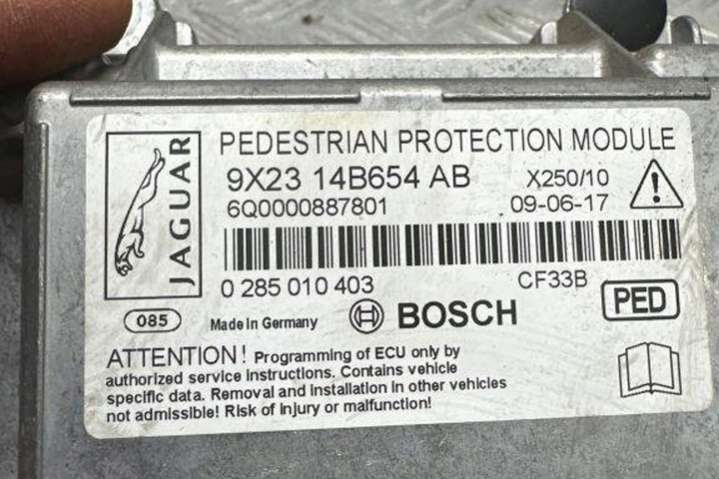 JAGUAR
PEDESTRIAN PROTECTION MODULE
9X23 14B654 AB X250/10
6Q0000887801 09-06-17
0 285 010 403 CF33B
085 Made in Germany BOSCH PED
ATTENTION! Programming of ECU only by
authorized service instructions. Contains vehicle
specific data. Removal and installation in other vehicles
not admissible! Risk of Injury or malfunction!